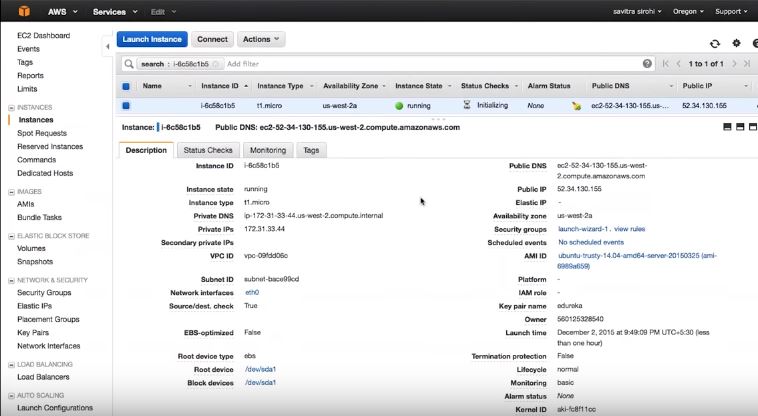 AWS Services Edit savitra sirohi Oregon Support
EC2 Dashboard
Events
Tags
Reports
Limits
INSTANCES
Instances
Spot Requests
Reserved Instances
Commands
Dedicated Hosts
IMAGES
AMIs
Bundle Tasks
ELASTIC BLOCK STORE
Volumes
Snapshots
NETWORK & SECURITY
Security Groups
Elastic IPs
Placement Groups
Key Pairs
Network Interfaces
LOAD BALANCING
Load Balancers
AUTO SCALING
Launch Configurations
Launch Instance Connect Actions
search : i-6c58c1b5 Add filter 1 to 1 of 1
Name Instance ID Instance Type Availability Zone Instance State Status Checks Alarm Status Public DNS Public IP
i-6c58c1b5 t1.micro us-west-2a running Initializing None ec2-52-34-130-155.us-... 52.34.130.155
Instance: i-6c58c1b5 Public DNS: ec2-52-34-130-155.us-west-2.compute.amazonaws.com
Description Status Checks Monitoring Tags
Instance ID i-6c58c1b5
Instance state running
Instance type t1.micro
Private DNS ip-172-31-33-44.us-west-2.compute.internal
Private IPs 172.31.33.44
Secondary private IPs
VPC ID vpc-09fdd06c
Subnet ID subnet-bace99cd
Network interfaces eth0
Source/dest. check True
EBS-optimized False
Root device type ebs
Root device /dev/sda1
Block devices /dev/sda1
Public DNS ec2-52-34-130-155.us-west-
2.compute.amazonaws.com
Public IP 52.34.130.155
Elastic IP -
Availability zone us-west-2a
Security groups launch-wizard-1. view rules
Scheduled events No scheduled events
AMI ID ubuntu-trusty-14.04-amd64-server-20150325 (ami-
6989a659)
Platform -
IAM role -
Key pair name edureka
Owner 560125328540
Launch time December 2, 2015 at 9:49:09 PM UTC+5:30 (less
than one hour)
Termination protection False
Lifecycle normal
Monitoring basic
Alarm status None
Kernel ID aki-fc8f11cc